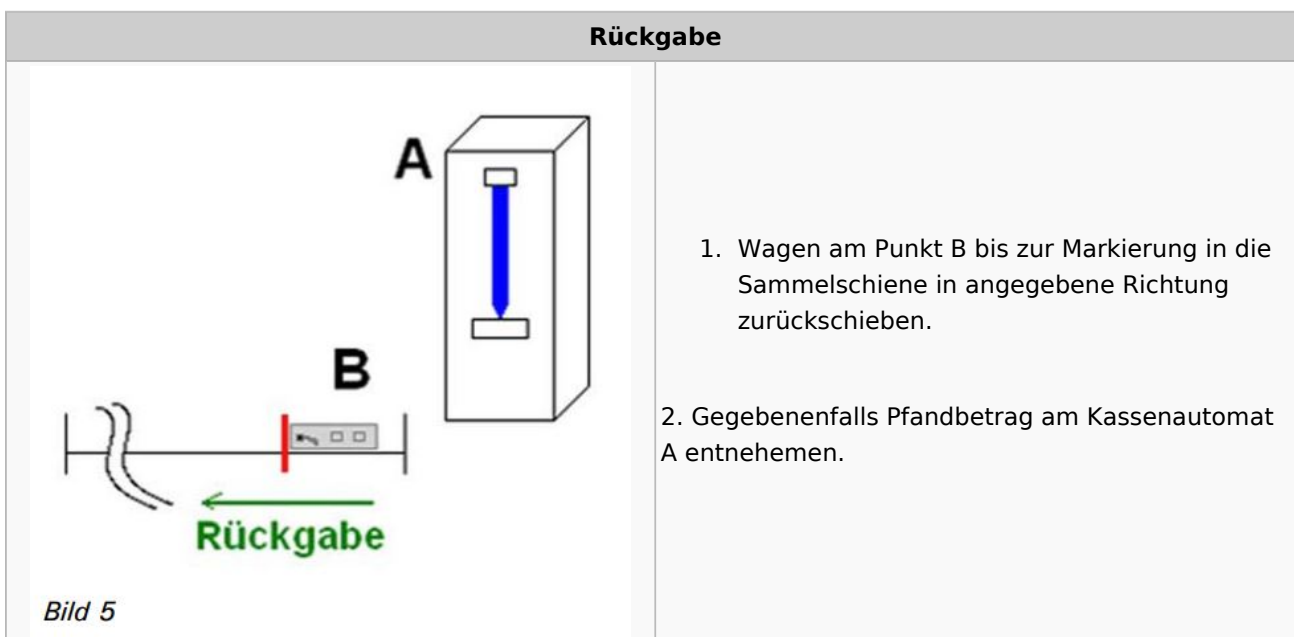 Rückgabe
A
B
Rückgabe
Bild 5
1. Wagen am Punkt B bis zur Markierung in die
Sammelschiene in angegebene Richtung
zurückschieben.
2. Gegebenenfalls Pfandbetrag am Kassenautomat
A entnehemen.